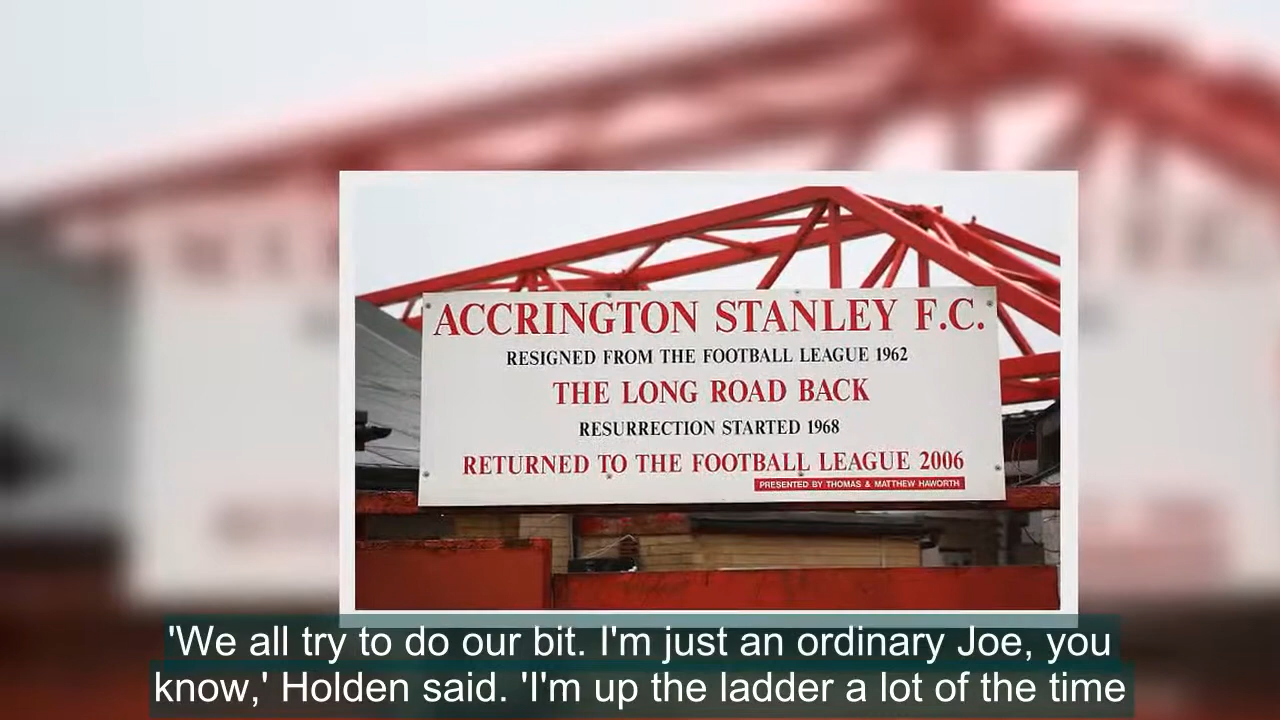 ACCRINGTON STANLEY F.C.
RESIGNED FROM THE FOOTBALL LEAGUE 1962
THE LONG ROAD BACK
RESURRECTION STARTED 1968
RETURNED TO THE FOOTBALL LEAGUE 2006
PRESENTED BY THOMAS & MATTHEW HAWORTH
'We all try to do our bit. I'm just an ordinary Joe, you
know,' Holden said. 'I'm up the ladder a lot of the time